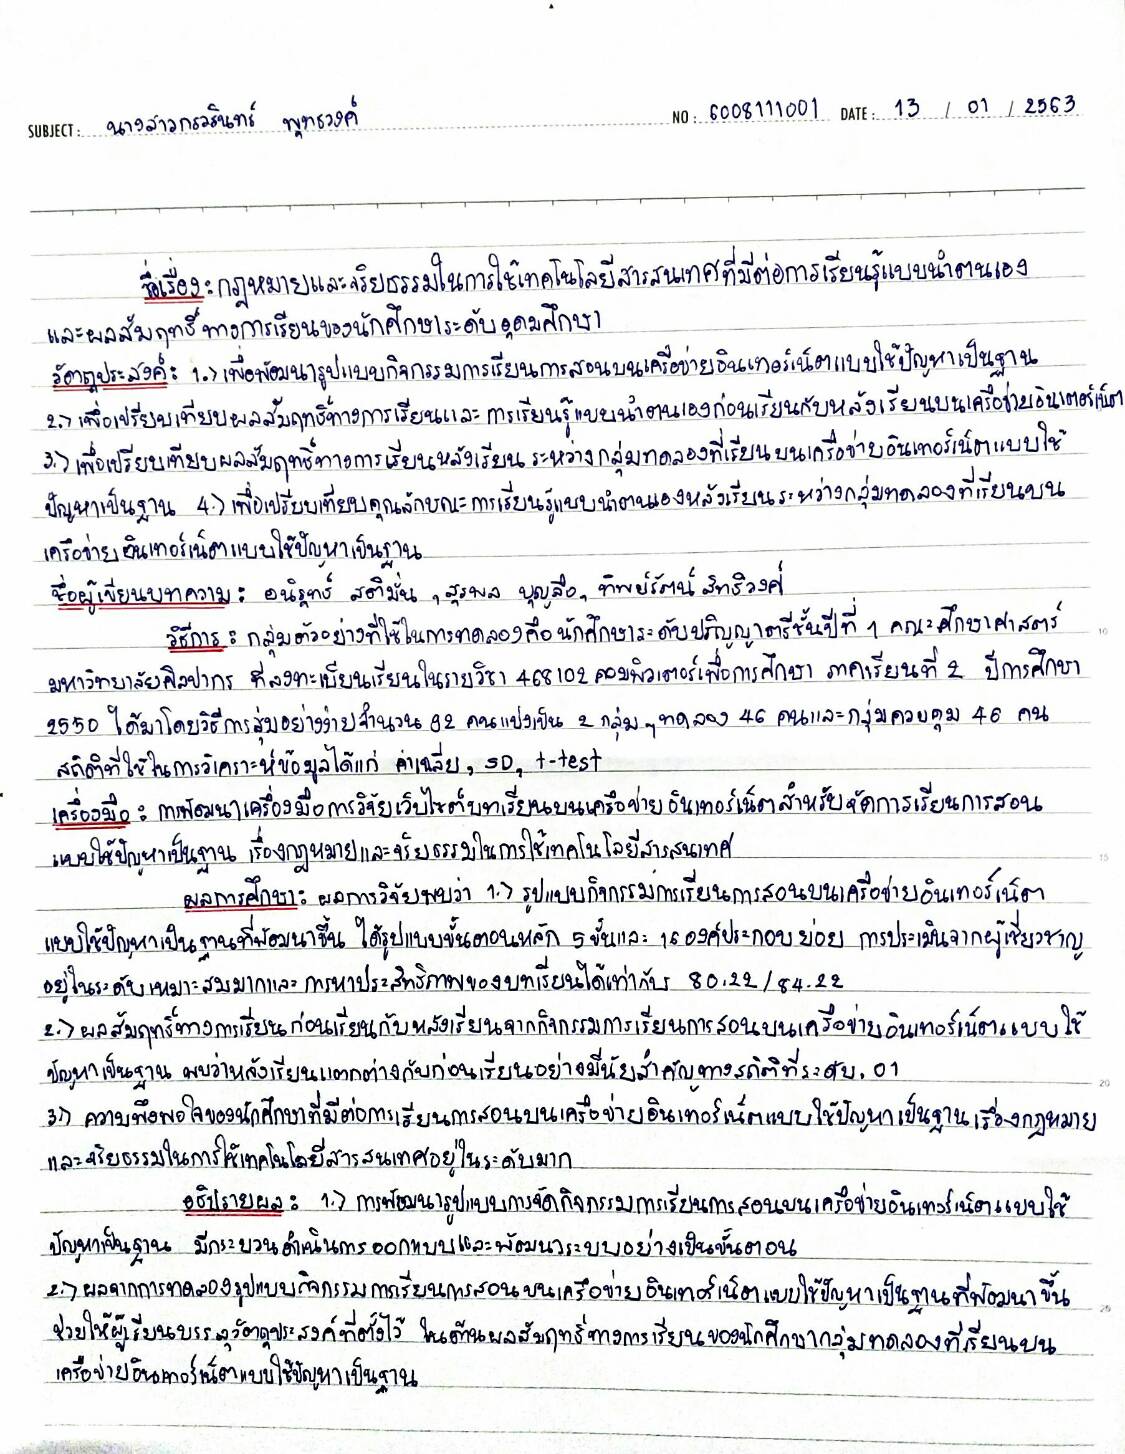 SUBJECT: นางสาวกรวรินทร์ พุทธวงค์ NO: 6008111001 DATE: 13 / 01 / 2563
ชื่อเรื่อง: กฎหมายและจริยธรรมในการใช้เทคโนโลยีสารสนเทศที่มีต่อการเรียนรู้แบบนำตนเอง
และผลสัมฤทธิ์ทางการเรียนของนักศึกษาระดับอุดมศึกษา
วัตถุประสงค์: 1.) เพื่อพัฒนารูปแบบกิจกรรมการเรียนการสอนบนเครือข่ายอินเทอร์เน็ตแบบใช้ปัญหาเป็นฐาน
2.) เพื่อเปรียบเทียบผลสัมฤทธิ์ทางการเรียนและการเรียนรู้แบบนำตนเองก่อนเรียนกับหลังเรียนบนเครือข่ายอินเตอร์เน็ต
3.) เพื่อเปรียบเทียบผลสัมฤทธิ์ทางการเรียนหลังเรียน ระหว่างกลุ่มทดลองที่เรียนบนเครือข่ายอินเทอร์เน็ตแบบใช้
ปัญหาเป็นฐาน 4.) เพื่อเปรียบเทียบคุณลักษณะการเรียนรู้แบบนำตนเองหลังเรียนระหว่างกลุ่มทดลองที่เรียนบน
เครือข่ายอินเทอร์เน็ตแบบใช้ปัญหาเป็นฐาน
ชื่อผู้เขียนบทความ: อนิรุทธ์ สติมั่น, สุรพล บุญลือ, ทิพย์รัตน์ สิทธิวงศ์
วิธีการ: กลุ่มตัวอย่างที่ใช้ในการทดลองคือนักศึกษาระดับปริญญาตรีชั้นปีที่ 1 คณะศึกษาศาสตร์ 10
มหาวิทยาลัยศิลปากร ที่ลงทะเบียนเรียนในรายวิชา 468102 คอมพิวเตอร์เพื่อการศึกษา ภาคเรียนที่ 2 ปีการศึกษา
2550 ได้มาโดยวิธีการสุ่มอย่างง่ายจำนวน 92 คนแบ่งเป็น 2 กลุ่มๆทดลอง 46 คนและกลุ่มควบคุม 46 คน
สถิติที่ใช้ในการวิเคราะห์ข้อมูลได้แก่ ค่าเฉลี่ย, SD, t-test
เครื่องมือ: การพัฒนาเครื่องมือการวิจัยเว็บไซต์บทเรียนบนเครือข่ายอินเทอร์เน็ตสำหรับจัดการเรียนการสอน
แบบใช้ปัญหาเป็นฐาน เรื่องกฎหมายและจริยธรรมในการใช้เทคโนโลยีสารสนเทศ 15
ผลการศึกษา: ผลการวิจัยพบว่า 1.) รูปแบบกิจกรรมการเรียนการสอนบนเครือข่ายอินเทอร์เน็ต
แบบใช้ปัญหาเป็นฐานที่พัฒนาขึ้น ได้รูปแบบขั้นตอนหลัก 5 ขั้นและ 15 องค์ประกอบย่อย การประเมินจากผู้เชี่ยวชาญ
อยู่ในระดับเหมาะสมมากและการหาประสิทธิภาพของบทเรียนได้เท่ากับ 80.22/84.22
2.) ผลสัมฤทธิ์ทางการเรียนก่อนเรียนกับหลังเรียนจากกิจกรรมการเรียนการสอนบนเครือข่ายอินเทอร์เน็ตแบบใช้
ปัญหาเป็นฐาน พบว่าหลังเรียนแตกต่างกับก่อนเรียนอย่างมีนัยสำคัญทางสถิติที่ระดับ.01 20
3.) ความพึงพอใจของนักศึกษาที่มีต่อการเรียนการสอนบนเครือข่ายอินเทอร์เน็ตแบบใช้ปัญหาเป็นฐานเรื่องกฎหมาย
และจริยธรรมในการใช้เทคโนโลยีสารสนเทศอยู่ในระดับมาก
อธิปรายผล: 1.) การพัฒนารูปแบบการจัดกิจกรรมการเรียนการสอนบนเครือข่ายอินเทอร์เน็ตแบบใช้
ปัญหาเป็นฐาน มีกระบวนดำเนินการออกแบบและพัฒนาระบบอย่างเป็นขั้นตอน
2.) ผลจากการทดลองรูปแบบกิจกรรมการเรียนการสอนบนเครือข่ายอินเทอร์เน็ตแบบใช้ปัญหาเป็นฐานที่พัฒนาขึ้น 25
ช่วยให้ผู้เรียนบรรลุวัตถุประสงค์ที่ตั้งไว้ ในด้านผลสัมฤทธิ์ทางการเรียนของนักศึกษากลุ่มทดลองที่เรียนบน
เครือข่ายอินเทอร์เน็ตแบบใช้ปัญหาเป็นฐาน